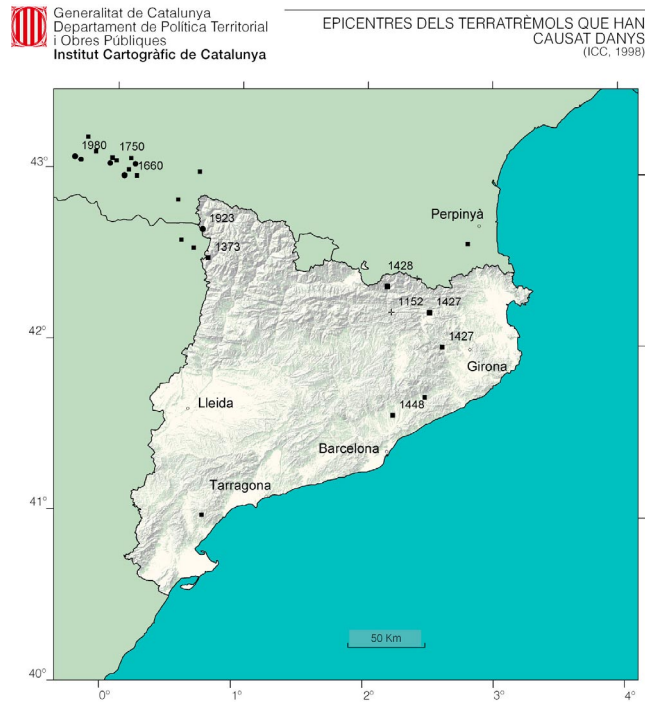 Generalitat de Catalunya
Departament de Política Territorial
i Obres Públiques
Institut Cartogràfic de Catalunya
EPICENTRES DELS TERRATRÈMOLS QUE HAN
CAUSAT DANYS
(ICC, 1998)
1980
1750
43°
1660
1923
Perpinyà
1373
1428
1152
1427
42°
1427
Girona
Lleida
1448
Barcelona
Tarragona
41°
50 Km
40°
0°
1°
2°
3°
4°